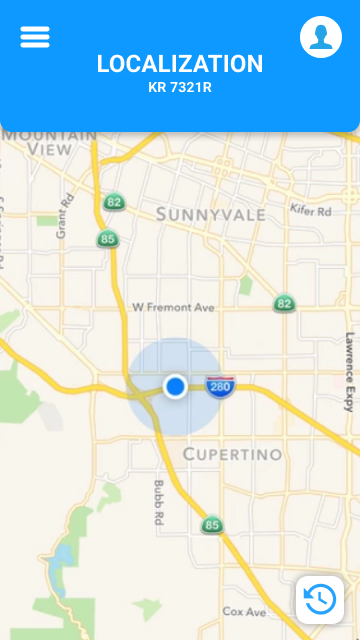 LOCALIZATION
KR 7321R
MOUNTAIN
VIEW
82
Grant Rd
SUNNYVALE
Kifer Rd
85
W Fremont Ave
82
Lawrence Expy
280
CUPERTINO
Bubb Rd
85
Cox Ave